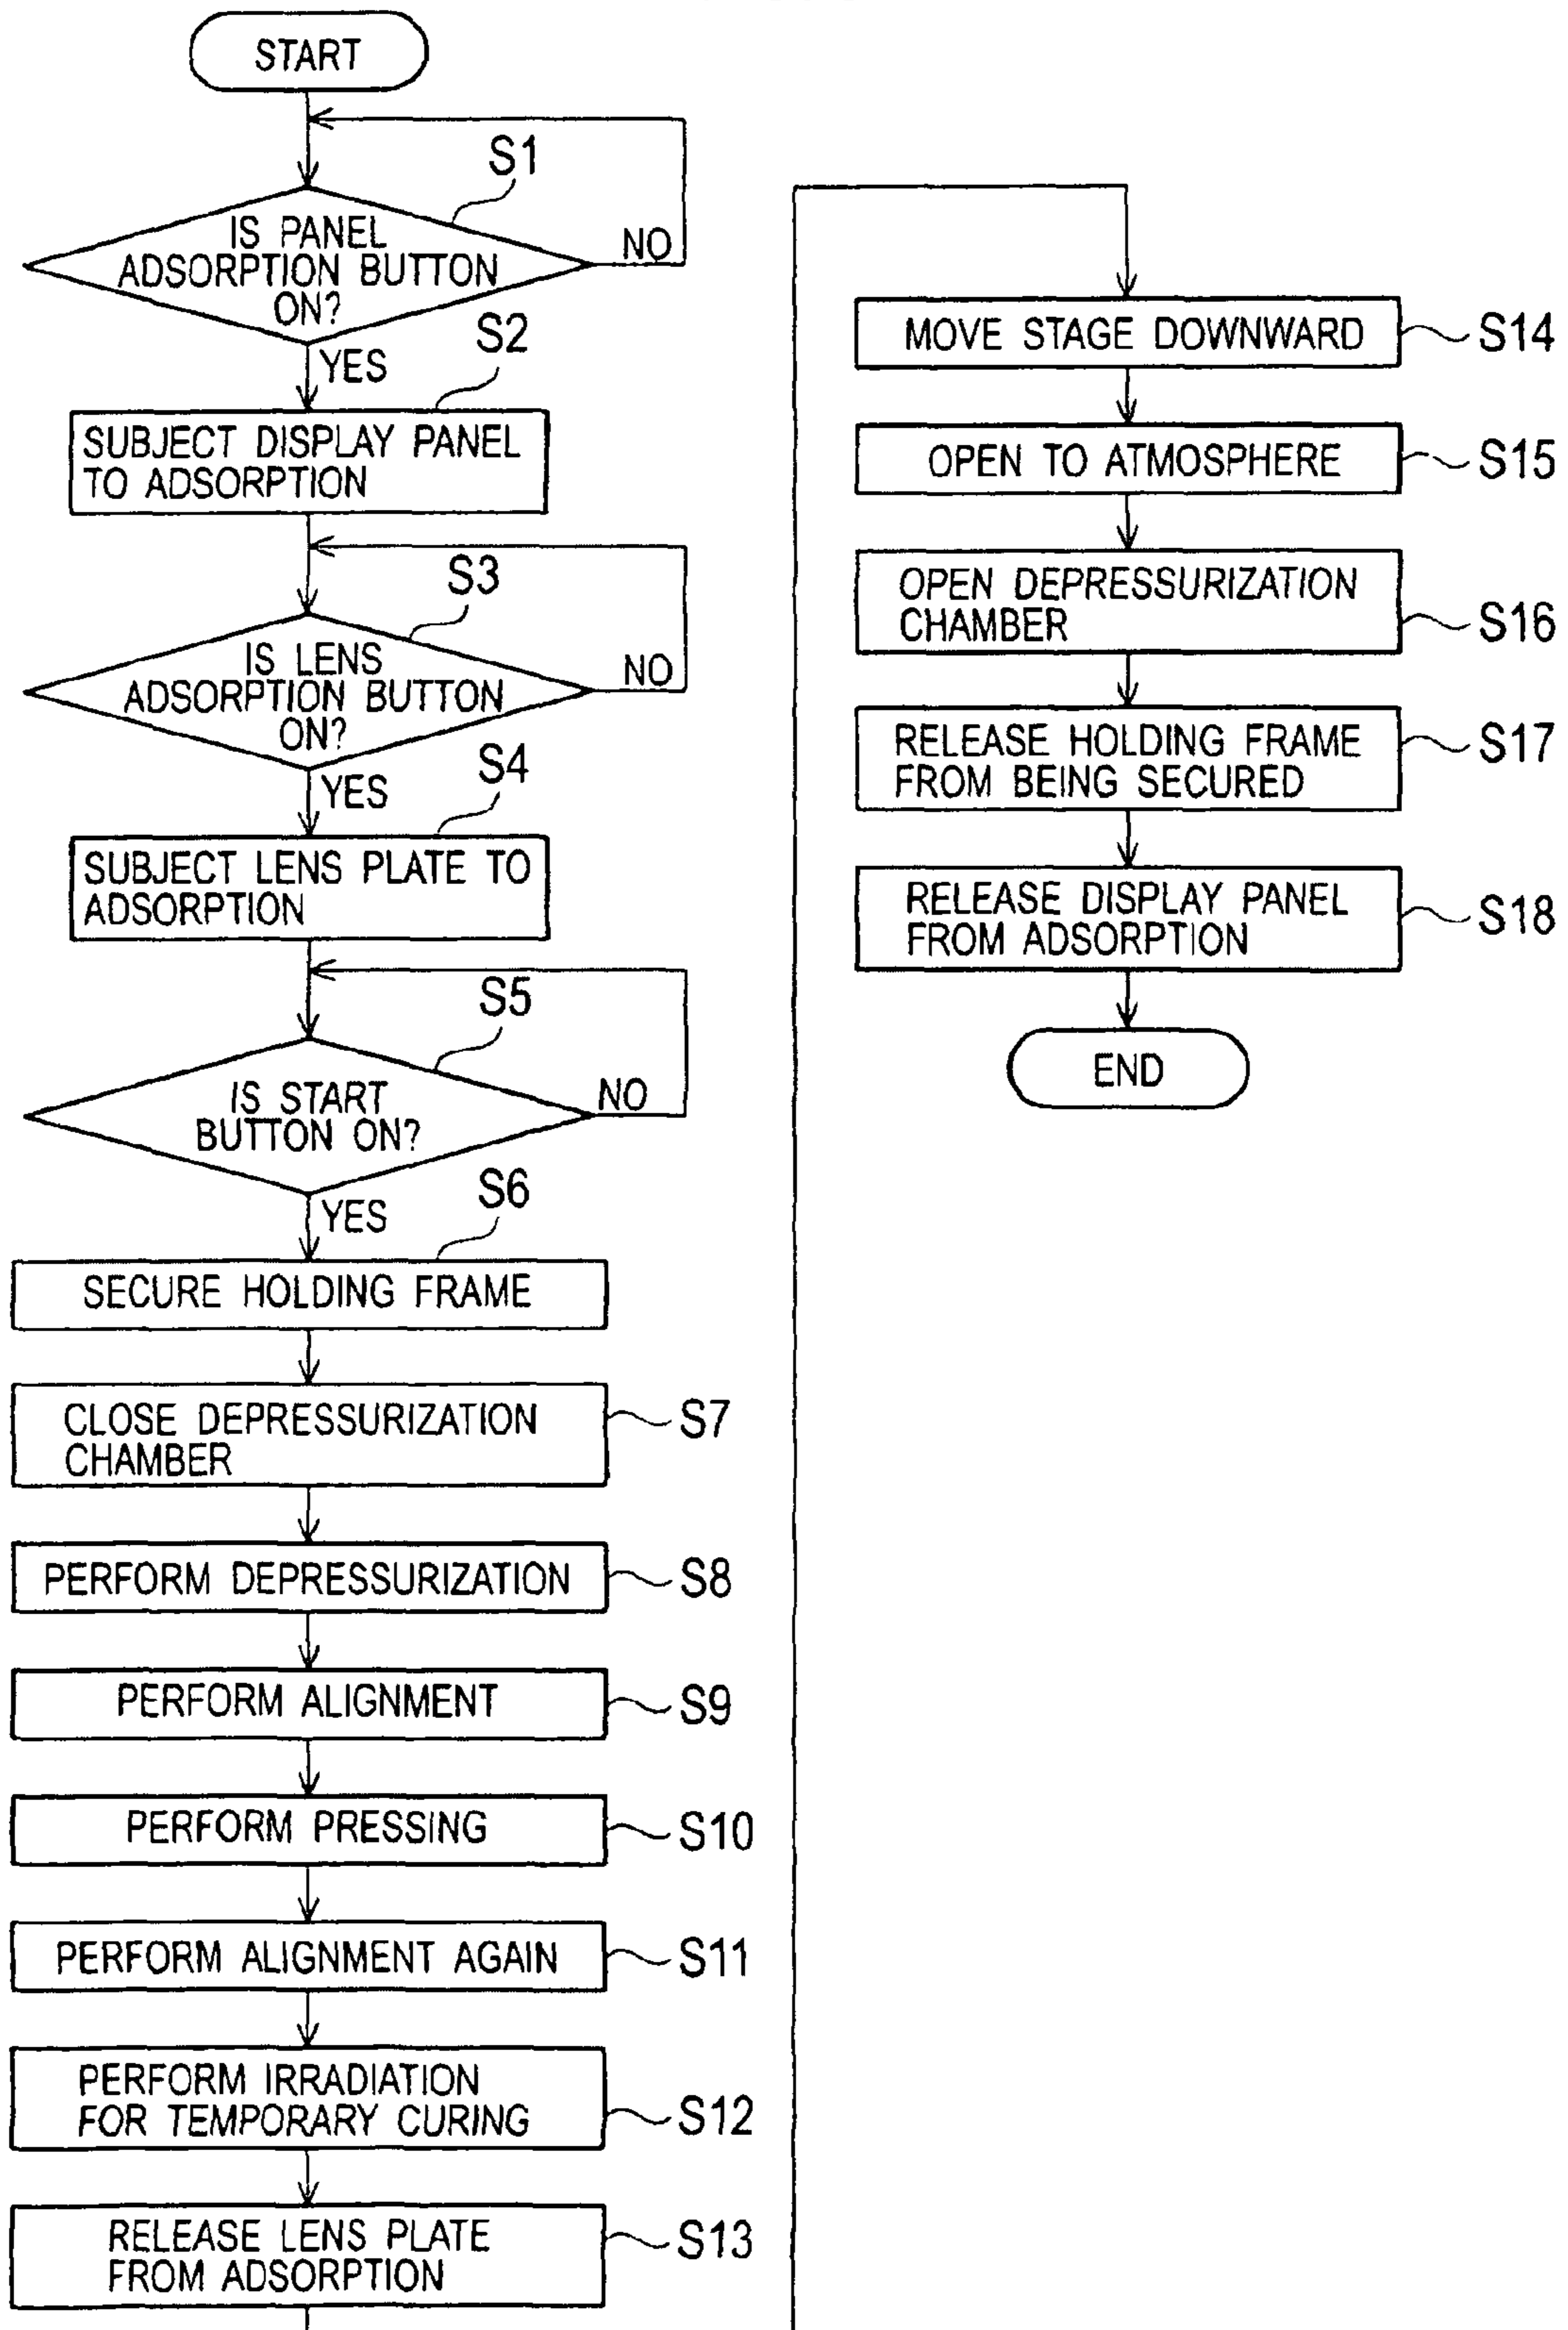 START
S1
IS PANEL
ADSORPTION BUTTON
ON?
NO
YES
S2
SUBJECT DISPLAY PANEL
TO ADSORPTION
S3
IS LENS
ADSORPTION BUTTON
ON?
NO
YES
S4
SUBJECT LENS PLATE TO
ADSORPTION
S5
IS START
BUTTON ON?
NO
YES
S6
SECURE HOLDING FRAME
CLOSE DEPRESSURIZATION
CHAMBER
S7
PERFORM DEPRESSURIZATION
S8
PERFORM ALIGNMENT
S9
PERFORM PRESSING
S10
PERFORM ALIGNMENT AGAIN
S11
PERFORM IRRADIATION
FOR TEMPORARY CURING
S12
RELEASE LENS PLATE
FROM ADSORPTION
S13
MOVE STAGE DOWNWARD
S14
OPEN TO ATMOSPHERE
S15
OPEN DEPRESSURIZATION
CHAMBER
S16
RELEASE HOLDING FRAME
FROM BEING SECURED
S17
RELEASE DISPLAY PANEL
FROM ADSORPTION
S18
END